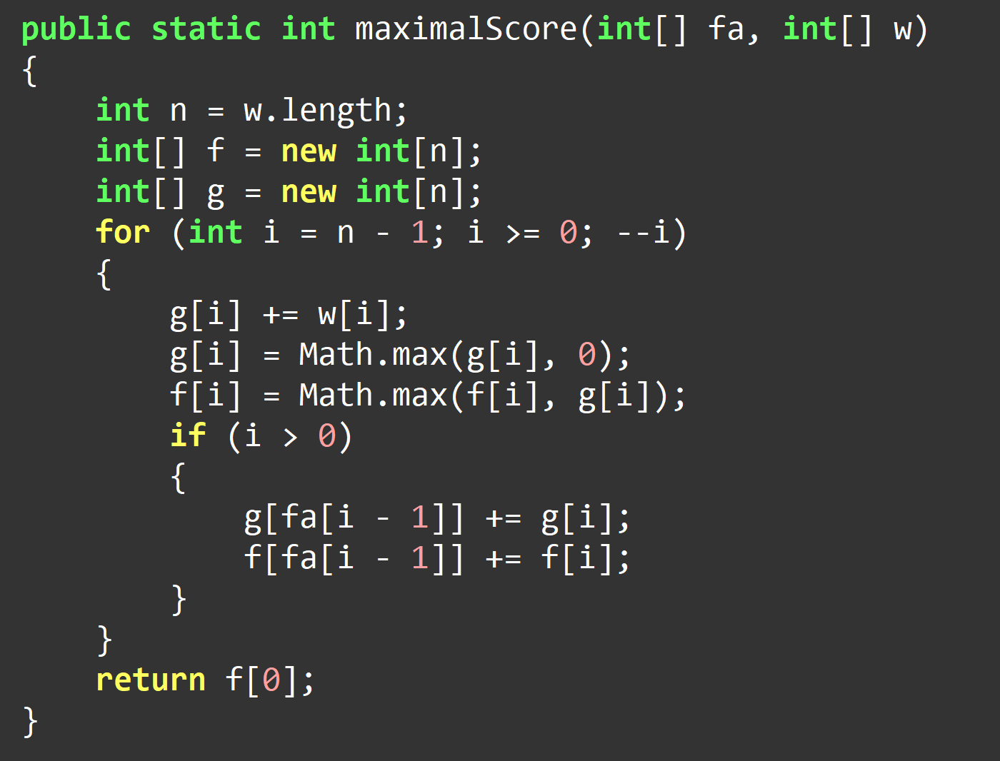 public static int maximalScore(int[] fa, int[] w)
{
    int n = w.length;
    int[] f = new int[n];
    int[] g = new int[n];
    for (int i = n - 1; i >= 0; --i)
    {
        g[i] += w[i];
        g[i] = Math.max(g[i], 0);
        f[i] = Math.max(f[i], g[i]);
        if (i > 0)
        {
            g[fa[i - 1]] += g[i];
            f[fa[i - 1]] += f[i];
        }
    }
    return f[0];
}